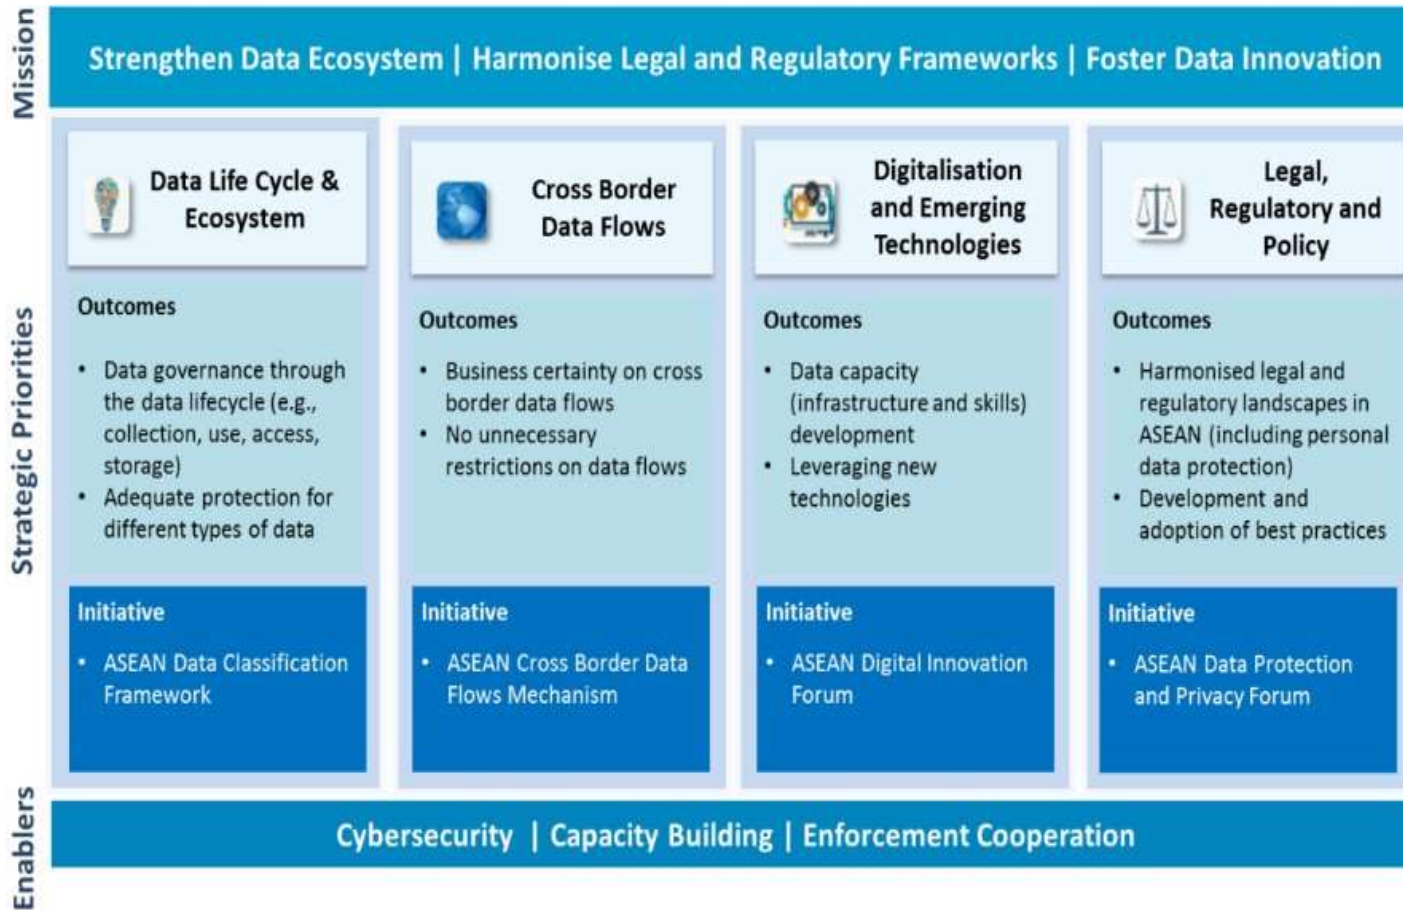 Mission
Strengthen Data Ecosystem | Harmonise Legal and Regulatory Frameworks | Foster Data Innovation
Strategic Priorities
Data Life Cycle &
Ecosystem
Outcomes
• Data governance through
the data lifecycle (e.g.,
collection, use, access,
storage)
• Adequate protection for
different types of data
Initiative
• ASEAN Data Classification
Framework
Cross Border
Data Flows
Outcomes
• Business certainty on cross
border data flows
• No unnecessary
restrictions on data flows
Initiative
• ASEAN Cross Border Data
Flows Mechanism
Digitalisation
and Emerging
Technologies
Outcomes
• Data capacity
(infrastructure and skills)
development
• Leveraging new
technologies
Initiative
• ASEAN Digital Innovation
Forum
Legal,
Regulatory and
Policy
Outcomes
• Harmonised legal and
regulatory landscapes in
ASEAN (including personal
data protection)
• Development and
adoption of best practices
Initiative
• ASEAN Data Protection
and Privacy Forum
Enablers
Cybersecurity | Capacity Building | Enforcement Cooperation